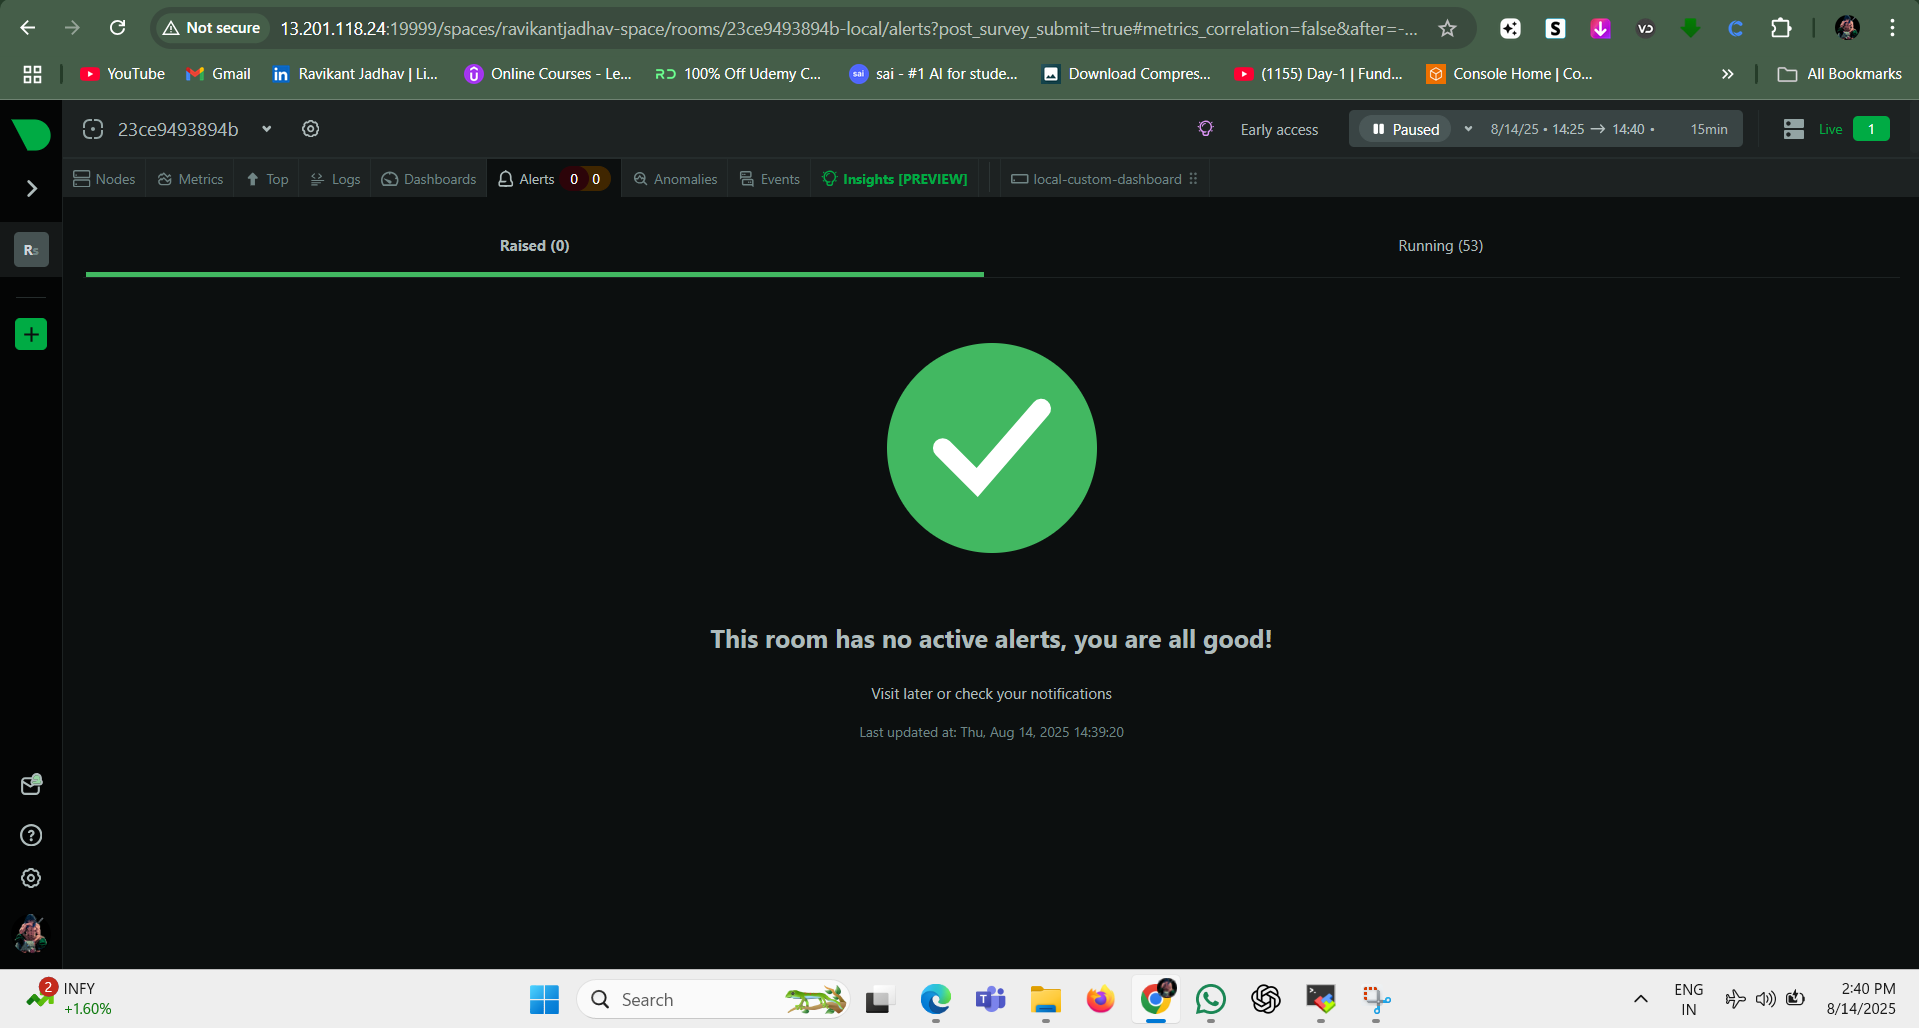 Not secure
13.201.118.24:19999/spaces/ravikantjadhav-space/rooms/23ce9493894b-local/alerts?post_survey_submit=true#metrics_correlation=false&after=-...
YouTube
Gmail
Ravikant Jadhav | Li...
Online Courses - Le...
100% Off Udemy C...
sai - #1 AI for stude...
Download Compres...
(1155) Day-1 | Fund...
Console Home | Co...
»
All Bookmarks
23ce9493894b
Early access
Paused
8/14/25 • 14:25 → 14:40 •
15min
Live
1
Nodes
Metrics
Top
Logs
Dashboards
Alerts
0
0
Anomalies
Events
Insights [PREVIEW]
local-custom-dashboard
Raised (0)
Running (53)
Rs
This room has no active alerts, you are all good!
Visit later or check your notifications
Last updated at: Thu, Aug 14, 2025 14:39:20
2
INFY
+1.60%
Search
ENG
IN
2:40 PM
8/14/2025